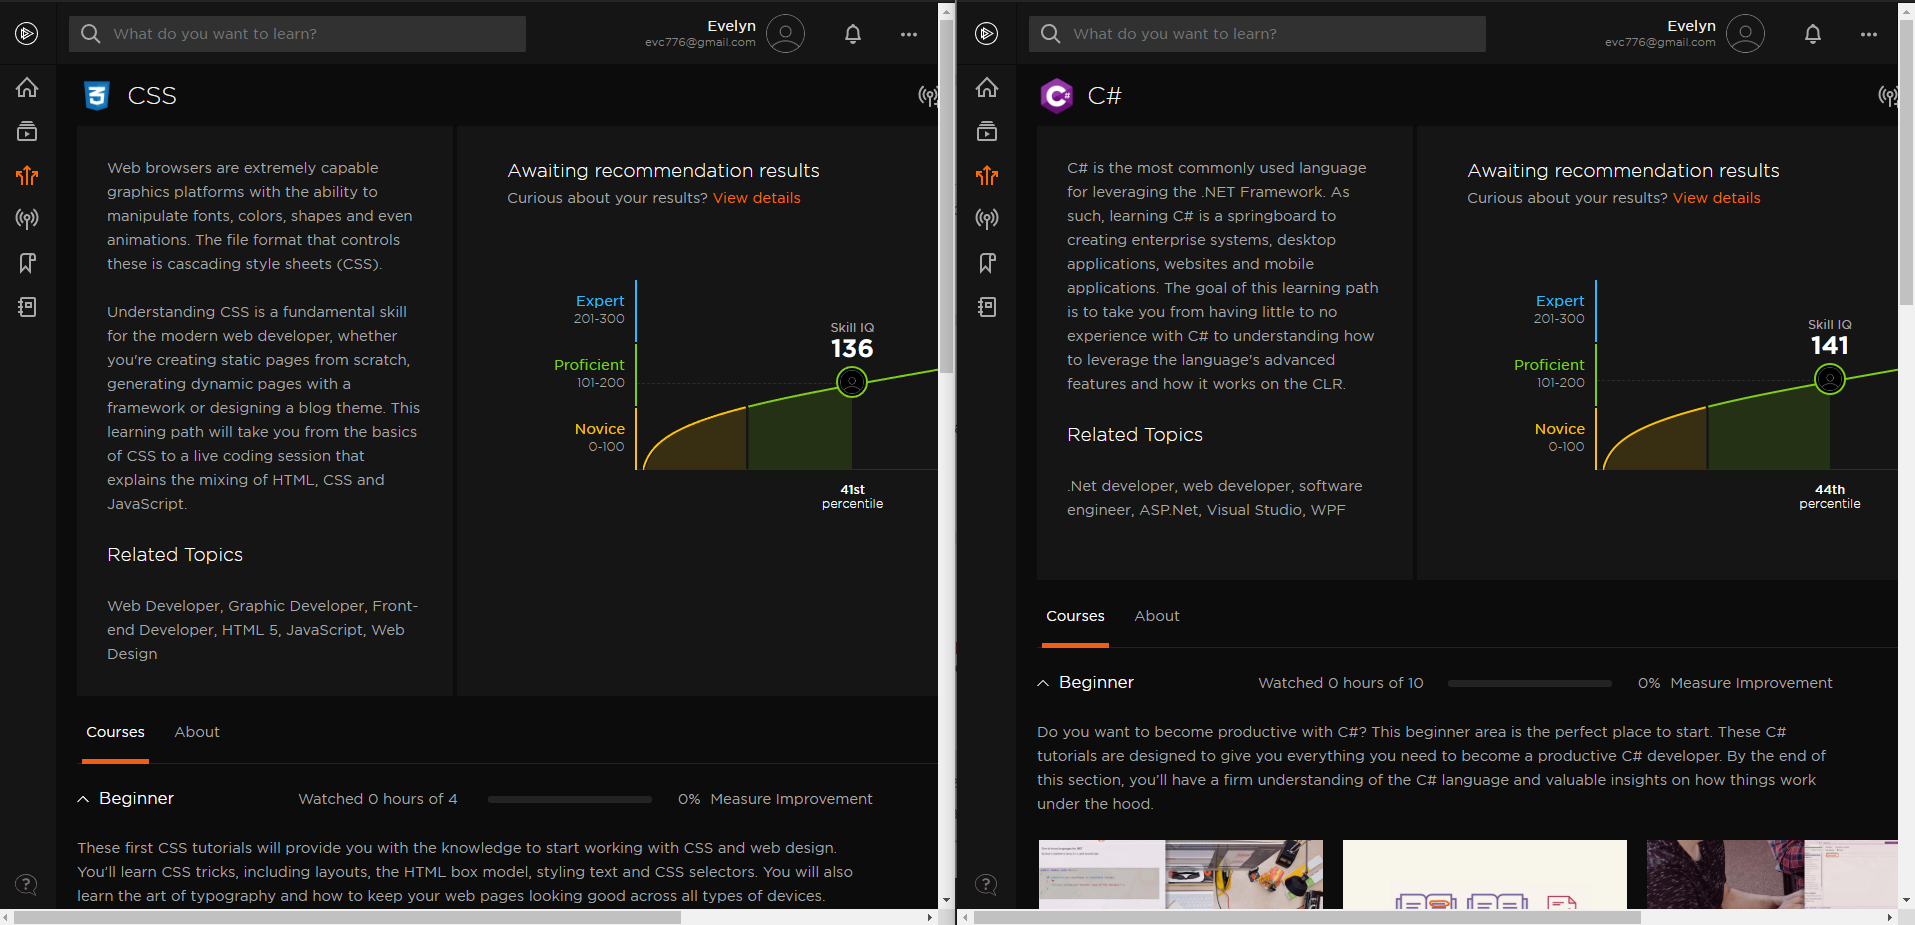 What do you want to learn?
Evelyn
evc776@gmail.com
CSS
Web browsers are extremely capable
graphics platforms with the ability to
manipulate fonts, colors, shapes and even
animations. The file format that controls
these is cascading style sheets (CSS).
Understanding CSS is a fundamental skill
for the modern web developer, whether
you're creating static pages from scratch,
generating dynamic pages with a
framework or designing a blog theme. This
learning path will take you from the basics
of CSS to a live coding session that
explains the mixing of HTML, CSS and
JavaScript.
Related Topics
Web Developer, Graphic Developer, Front-
end Developer, HTML 5, JavaScript, Web
Design
Awaiting recommendation results
Curious about your results? View details
Expert
201-300
Proficient
101-200
Novice
0-100
Skill IQ
136
41st
percentile
Courses About
Beginner Watched 0 hours of 4 0% Measure Improvement
These first CSS tutorials will provide you with the knowledge to start working with CSS and web design.
You'll learn CSS tricks, including layouts, the HTML box model, styling text and CSS selectors. You will also
learn the art of typography and how to keep your web pages looking good across all types of devices.
What do you want to learn?
Evelyn
evc776@gmail.com
C#
C# is the most commonly used language
for leveraging the .NET Framework. As
such, learning C# is a springboard to
creating enterprise systems, desktop
applications, websites and mobile
applications. The goal of this learning path
is to take you from having little to no
experience with C# to understanding how
to leverage the language's advanced
features and how it works on the CLR.
Related Topics
.Net developer, web developer, software
engineer, ASP.Net, Visual Studio, WPF
Awaiting recommendation results
Curious about your results? View details
Expert
201-300
Proficient
101-200
Novice
0-100
Skill IQ
141
44th
percentile
Courses About
Beginner Watched 0 hours of 10 0% Measure Improvement
Do you want to become productive with C#? This beginner area is the perfect place to start. These C#
tutorials are designed to give you everything you need to become a productive C# developer. By the end of
this section, you'll have a firm understanding of the C# language and valuable insights on how things work
under the hood.